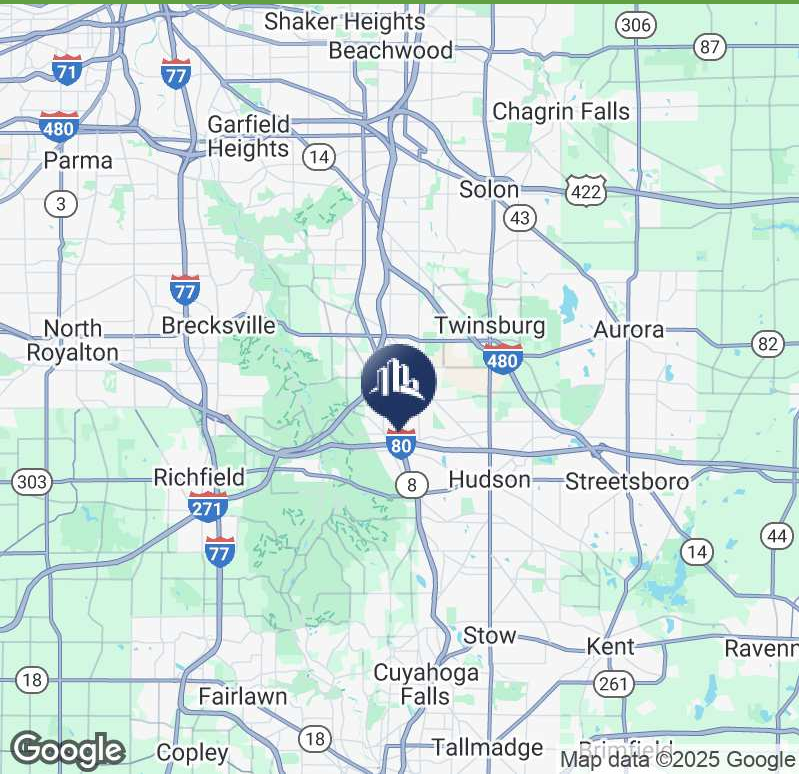 Shaker Heights
306
Beachwood
87
71
77
Chagrin Falls
480
Garfield
Heights
Parma
14
Solon
422
3
43
77
North
Royalton
Brecksville
Twinsburg
Aurora
82
480
80
Richfield
303
8
Hudson
Streetsboro
271
77
44
14
Stow
Kent
Ravenn
18
Cuyahoga
Falls
261
Fairlawn
18
Google
Copley
Tallmadge
Brimfield
Map data ©2025 Google